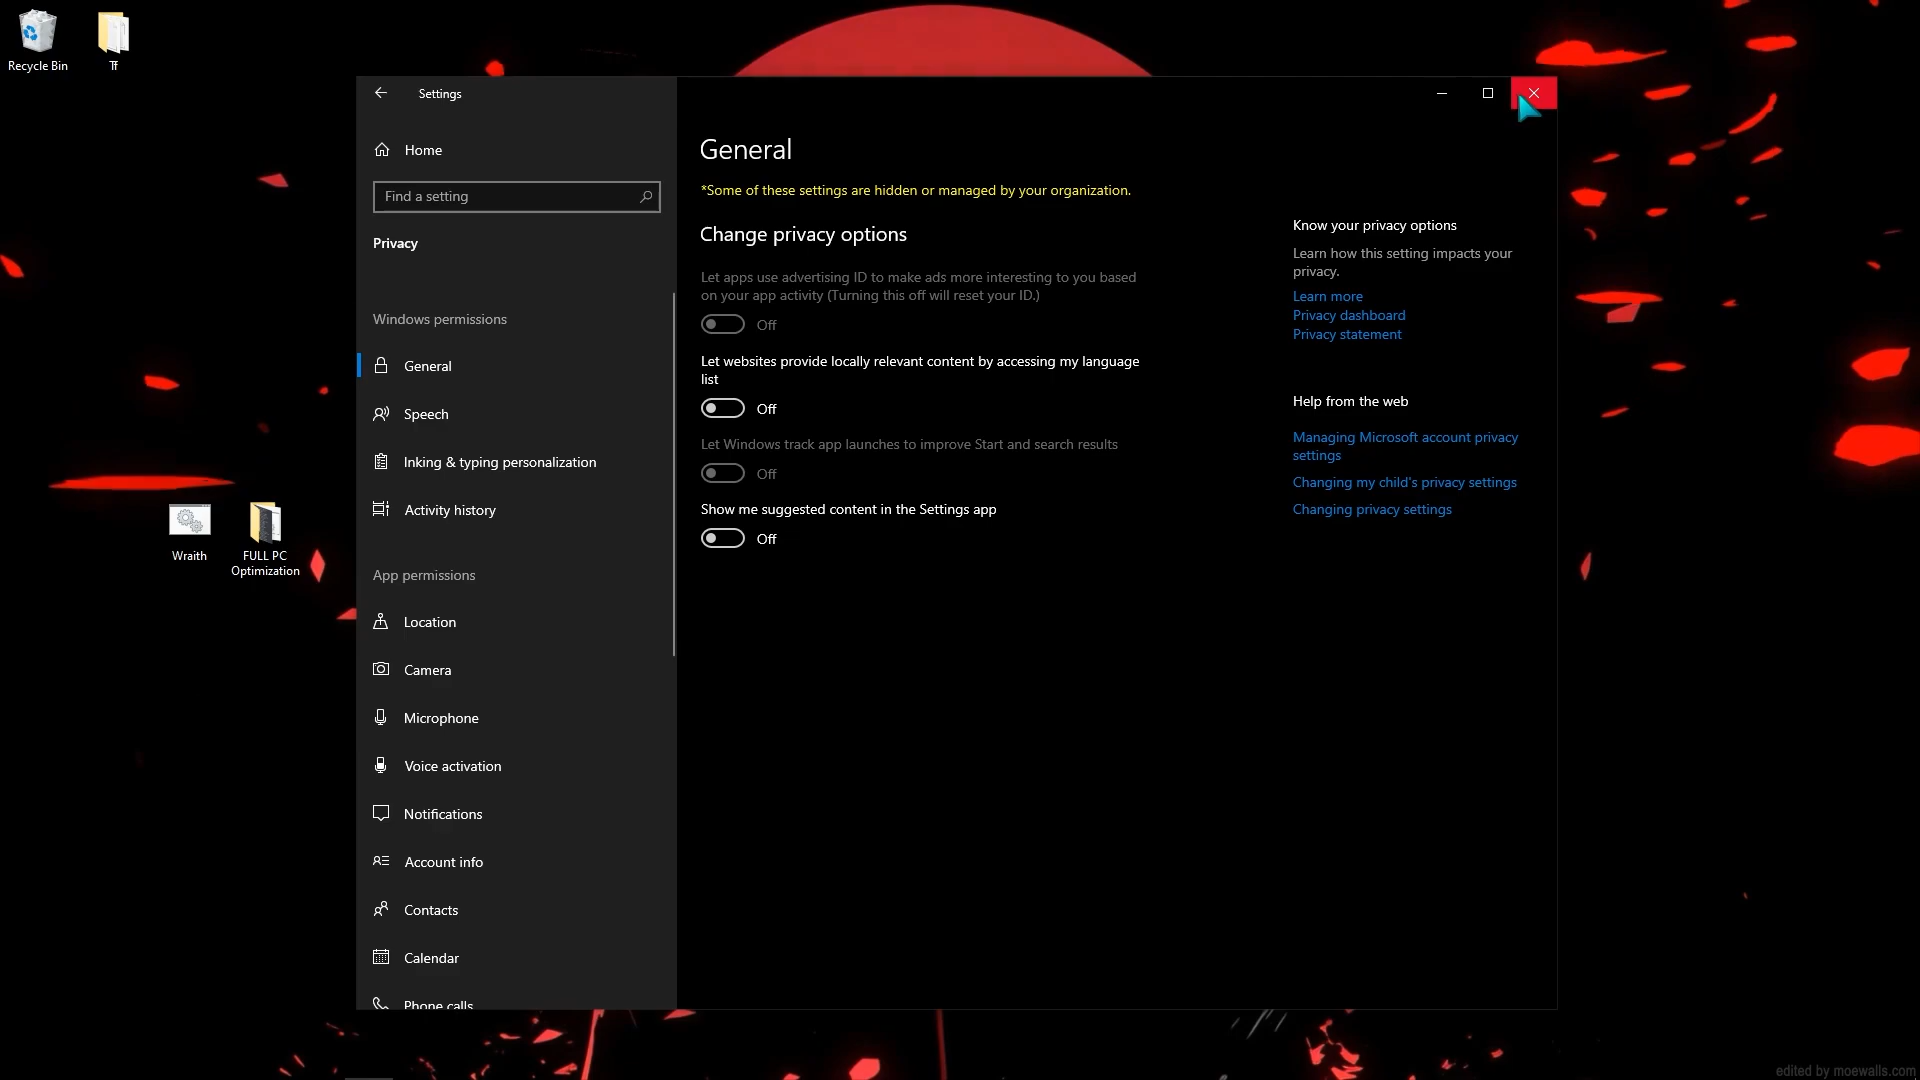 Recycle Bin
Tf
Settings
Home
Find a setting
Privacy
Windows permissions
General
Speech
Inking & typing personalization
Activity history
App permissions
Location
Camera
Microphone
Voice activation
Notifications
Account info
Contacts
Calendar
Phone calls
General
*Some of these settings are hidden or managed by your organization.
Change privacy options
Let apps use advertising ID to make ads more interesting to you based
on your app activity (Turning this off will reset your ID.)
Off
Let websites provide locally relevant content by accessing my language
list
Off
Let Windows track app launches to improve Start and search results
Off
Show me suggested content in the Settings app
Off
Know your privacy options
Learn how this setting impacts your
privacy.
Learn more
Privacy dashboard
Privacy statement
Help from the web
Managing Microsoft account privacy
settings
Changing my child's privacy settings
Changing privacy settings
Wraith
FULL PC
Optimization
edited by moewalls.com